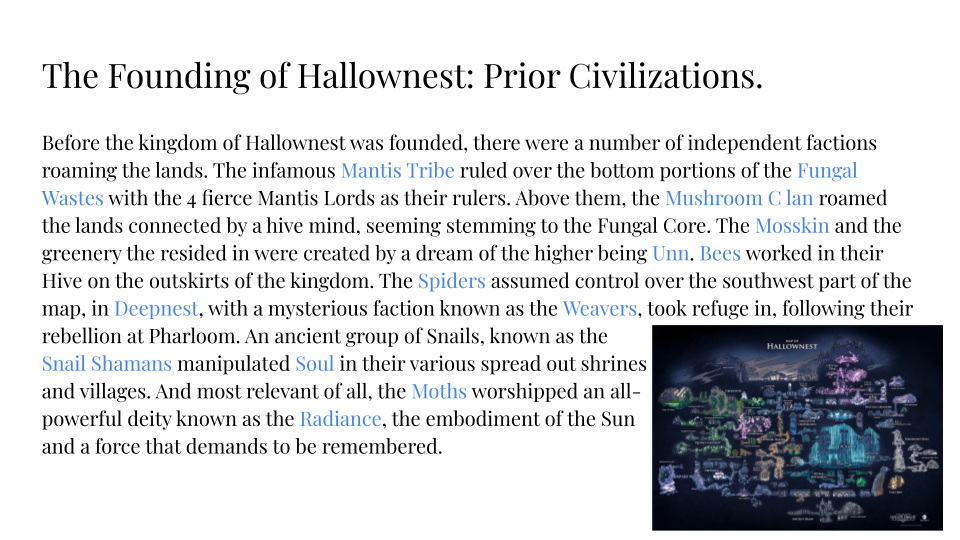 The Founding of Hallownest: Prior Civilizations.
Before the kingdom of Hallownest was founded, there were a number of independent factions
roaming the lands. The infamous Mantis Tribe ruled over the bottom portions of the Fungal
Wastes with the 4 fierce Mantis Lords as their rulers. Above them, the Mushroom C lan roamed
the lands connected by a hive mind, seeming stemming to the Fungal Core. The Mosskin and the
greenery the resided in were created by a dream of the higher being Unn. Bees worked in their
Hive on the outskirts of the kingdom. The Spiders assumed control over the southwest part of the
map, in Deepnest, with a mysterious faction known as the Weavers, took refuge in, following their
rebellion at Pharloom. An ancient group of Snails, known as the
Snail Shamans manipulated Soul in their various spread out shrines
and villages. And most relevant of all, the Moths worshipped an all-
powerful deity known as the Radiance, the embodiment of the Sun
and a force that demands to be remembered.
MAP OF
HALLOWNEST